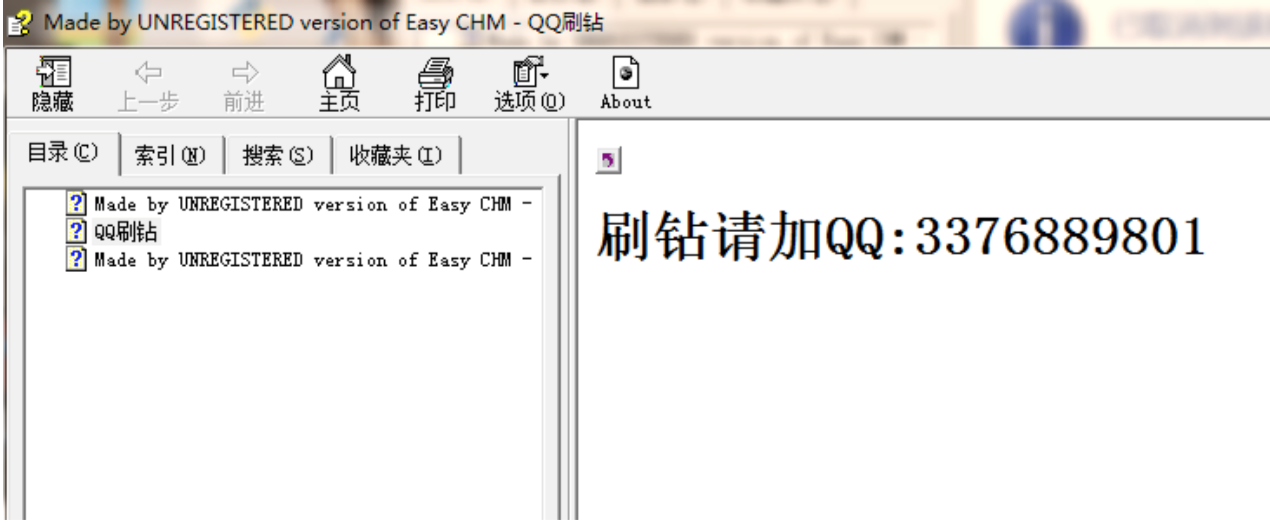 Made by UNREGISTERED version of Easy CHM - QQ刷钻
隐藏 上一步 前进 主页 打印 选项(O) About
目录(C) 索引(N) 搜索(S) 收藏夹(I)
Made by UNREGISTERED version of Easy CHM -
QQ刷钻
Made by UNREGISTERED version of Easy CHM -
刷钻请加QQ:3376889801